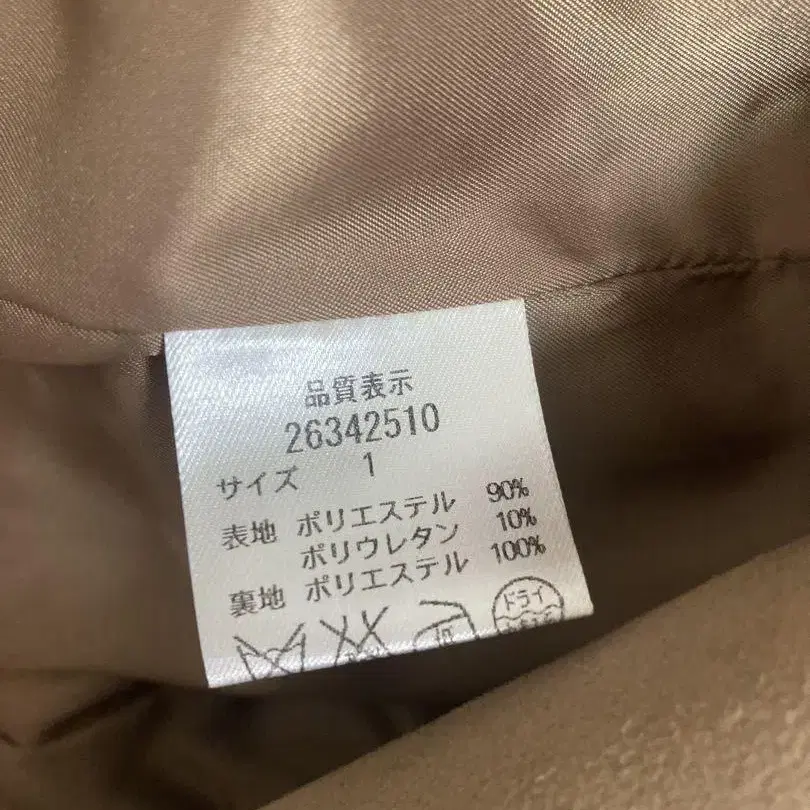 品質表示
26342510
サイズ 1
表地 ポリエステル 90%
ポリウレタン 10%
裏地 ポリエステル 100%
ドライ